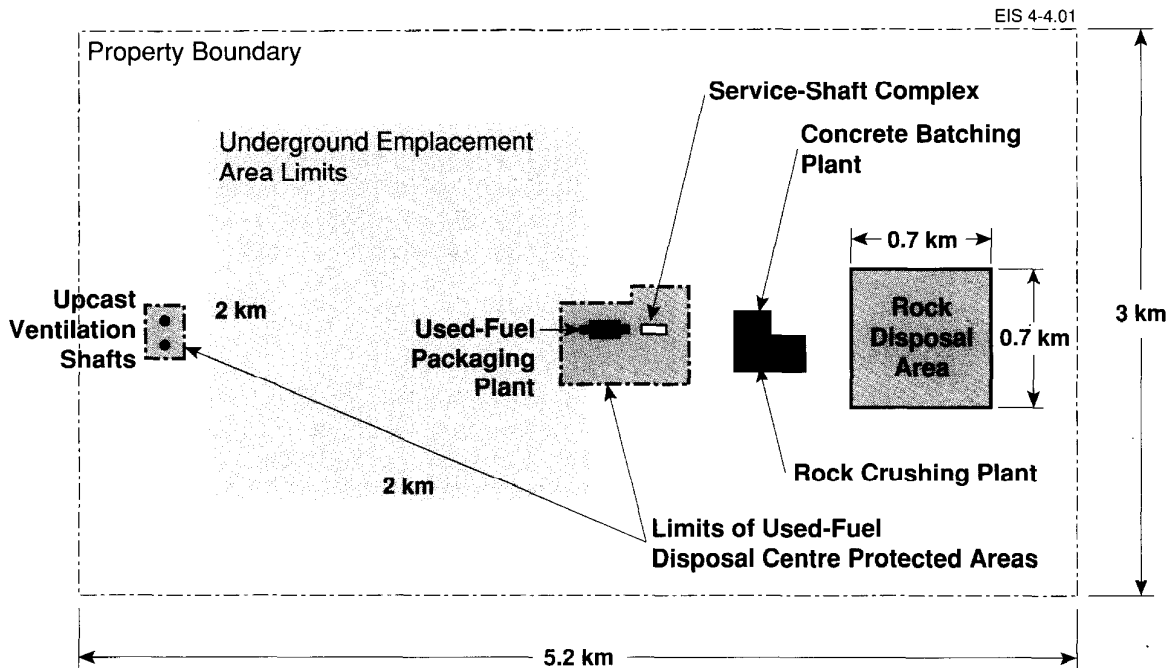 EIS 4-4.01
Property Boundary
Service-Shaft Complex
Concrete Batching
Plant
Underground Emplacement
Area Limits
0.7 km
Upcast
Ventilation
Shafts
2 km
Used-Fuel
Packaging
Plant
Rock
Disposal
Area
0.7 km
3 km
Rock Crushing Plant
2 km
Limits of Used-Fuel
Disposal Centre Protected Areas
5.2 km